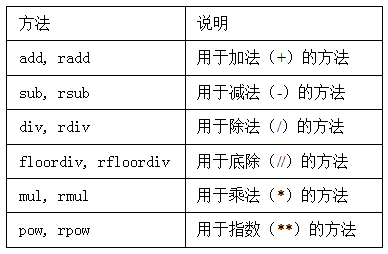 方法 说明
add, radd 用于加法（+）的方法
sub, rsub 用于减法（-）的方法
div, rdiv 用于除法（/）的方法
floordiv, rfloordiv 用于底除（//）的方法
mul, rmul 用于乘法（*）的方法
pow, rpow 用于指数（**）的方法